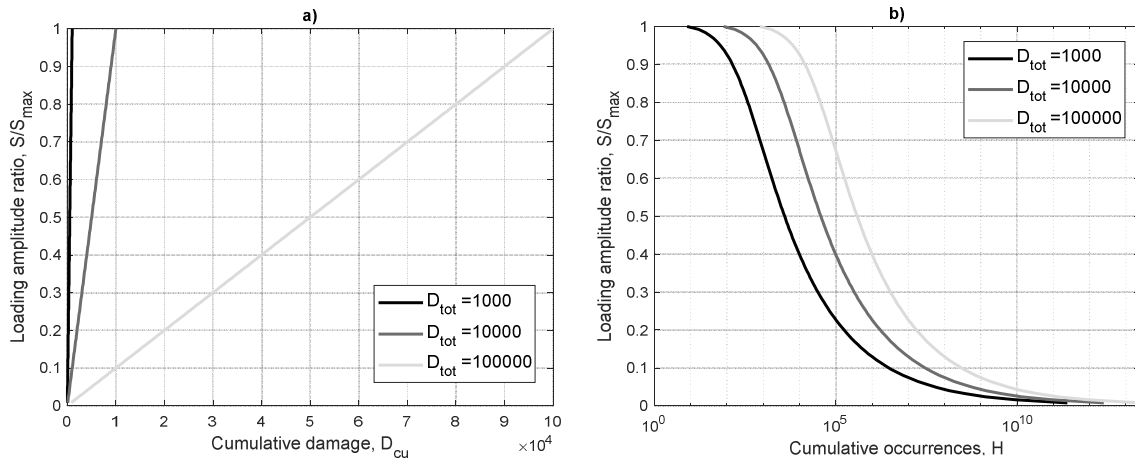 a)
Loading amplitude ratio, S/S_max
1
0.9
0.8
0.7
0.6
0.5
0.4
0.3
0.2
0.1
0
D_tot =1000
D_tot =10000
D_tot =100000
0 1 2 3 4 5 6 7 8 9 10
Cumulative damage, D_cu
×10^4
b)
Loading amplitude ratio, S/S_max
1
0.9
0.8
0.7
0.6
0.5
0.4
0.3
0.2
0.1
0
D_tot =1000
D_tot =10000
D_tot =100000
10^0 10^5 10^10
Cumulative occurrences, H